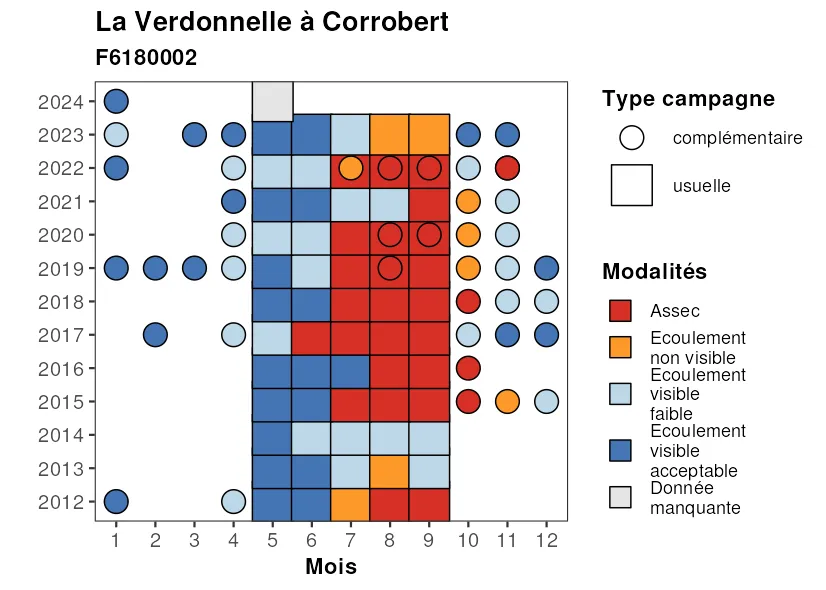 La Verdonnelle à Corrobert
F6180002
2024
2023
2022
2021
2020
2019
2018
2017
2016
2015
2014
2013
2012
1 2 3 4 5 6 7 8 9 10 11 12
Mois
Type campagne
complémentaire
usuelle
Modalités
Assec
Ecoulement
non visible
Ecoulement
visible
faible
Ecoulement
visible
acceptable
Donnée
manquante